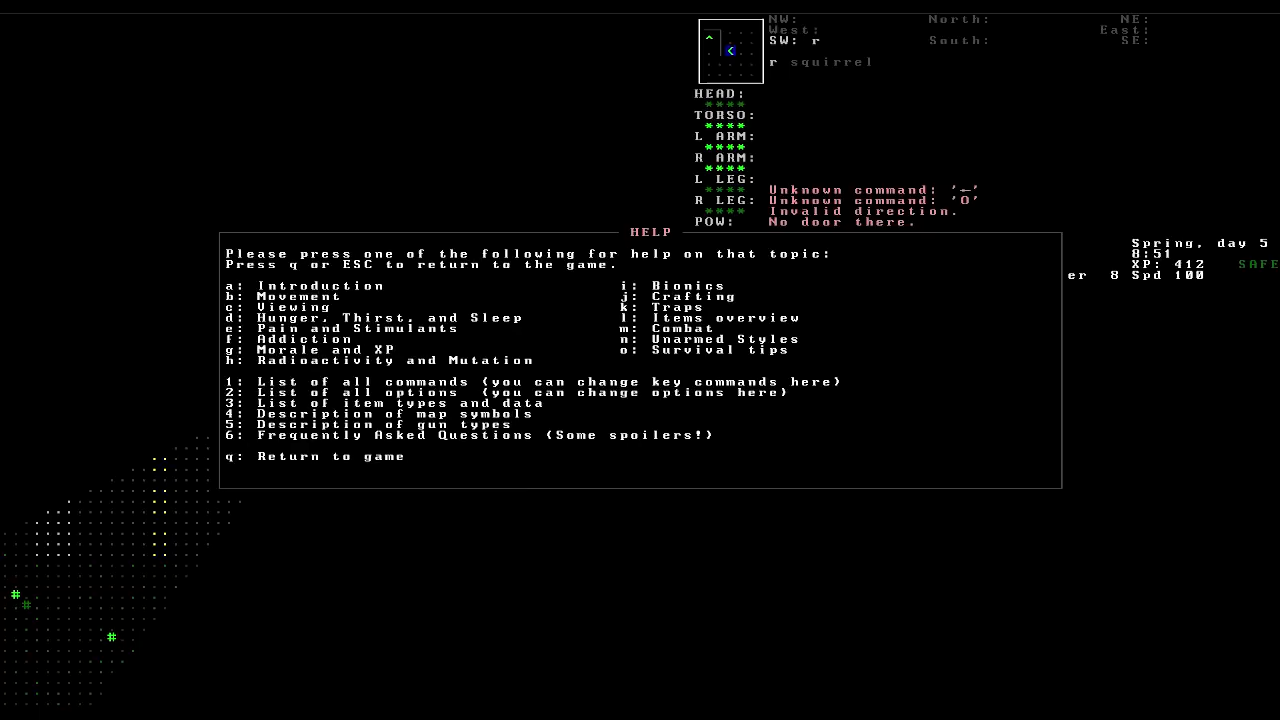 NW: North: NE:
West: East:
SW: r South: SE:
r squirrel
HEAD:
****
TORSO:
****
L ARM:
****
R ARM:
****
L LEG:
**** Unknown command: '←'
R LEG: Unknown command: 'O'
**** Invalid direction.
POW: No door there.
HELP
Please press one of the following for help on that topic:
Press q or ESC to return to the game.
a: Introduction
b: Movement
c: Viewing
d: Hunger, Thirst, and Sleep
e: Pain and Stimulants
f: Addiction
g: Morale and XP
h: Radioactivity and Mutation
i: Bionics
j: Crafting
k: Traps
l: Items overview
m: Combat
n: Unarmed Styles
o: Survival tips
1: List of all commands (you can change key commands here)
2: List of all options (you can change options here)
3: List of item types and data
4: Description of map symbols
5: Description of gun types
6: Frequently Asked Questions (Some spoilers!)
q: Return to game
Spring, day 5
8:51
XP: 412 SAFE
er 8 Spd 100